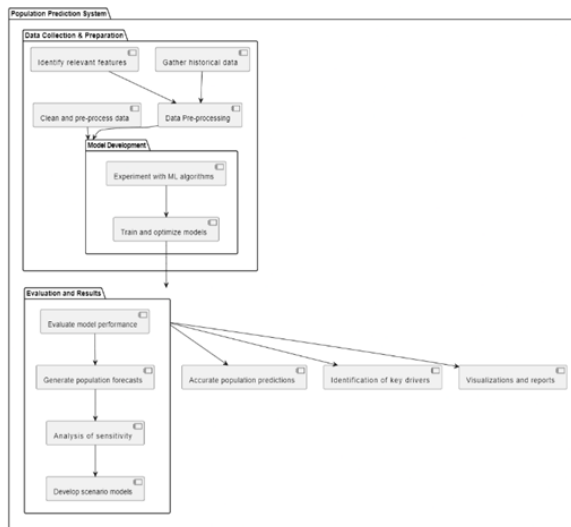 Population Prediction System
Data Collection & Preparation
Identify relevant features
Gather historical data
Clean and pre-process data
Data Pre-processing
Model Development
Experiment with ML algorithms
Train and optimize models
Evaluation and Results
Evaluate model performance
Generate population forecasts
Accurate population predictions
Identification of key drivers
Visualizations and reports
Analysis of sensitivity
Develop scenario models